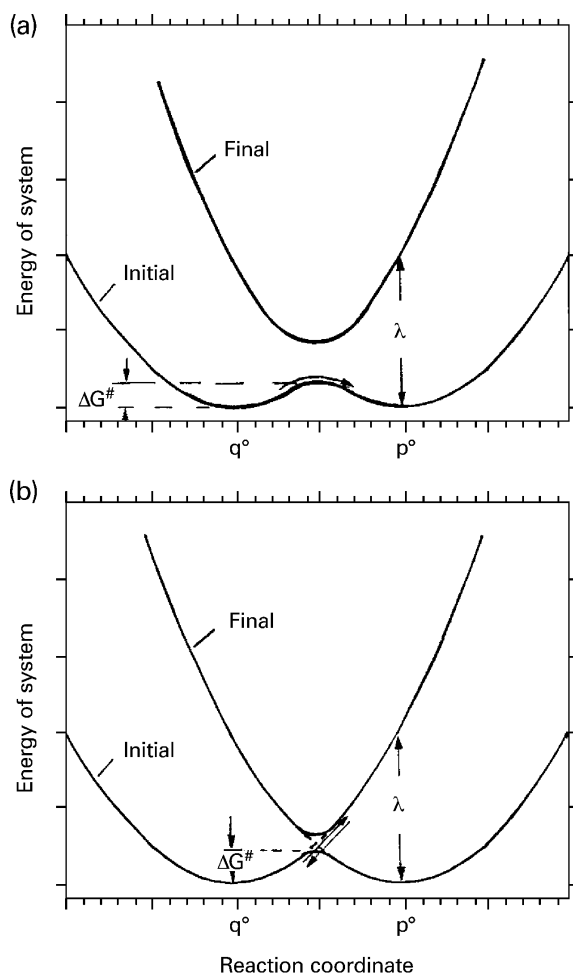 (a)
Final
Initial
Energy of system
λ
ΔG#
q° p°
(b)
Final
Initial
Energy of system
λ
ΔG#
q° p°
Reaction coordinate